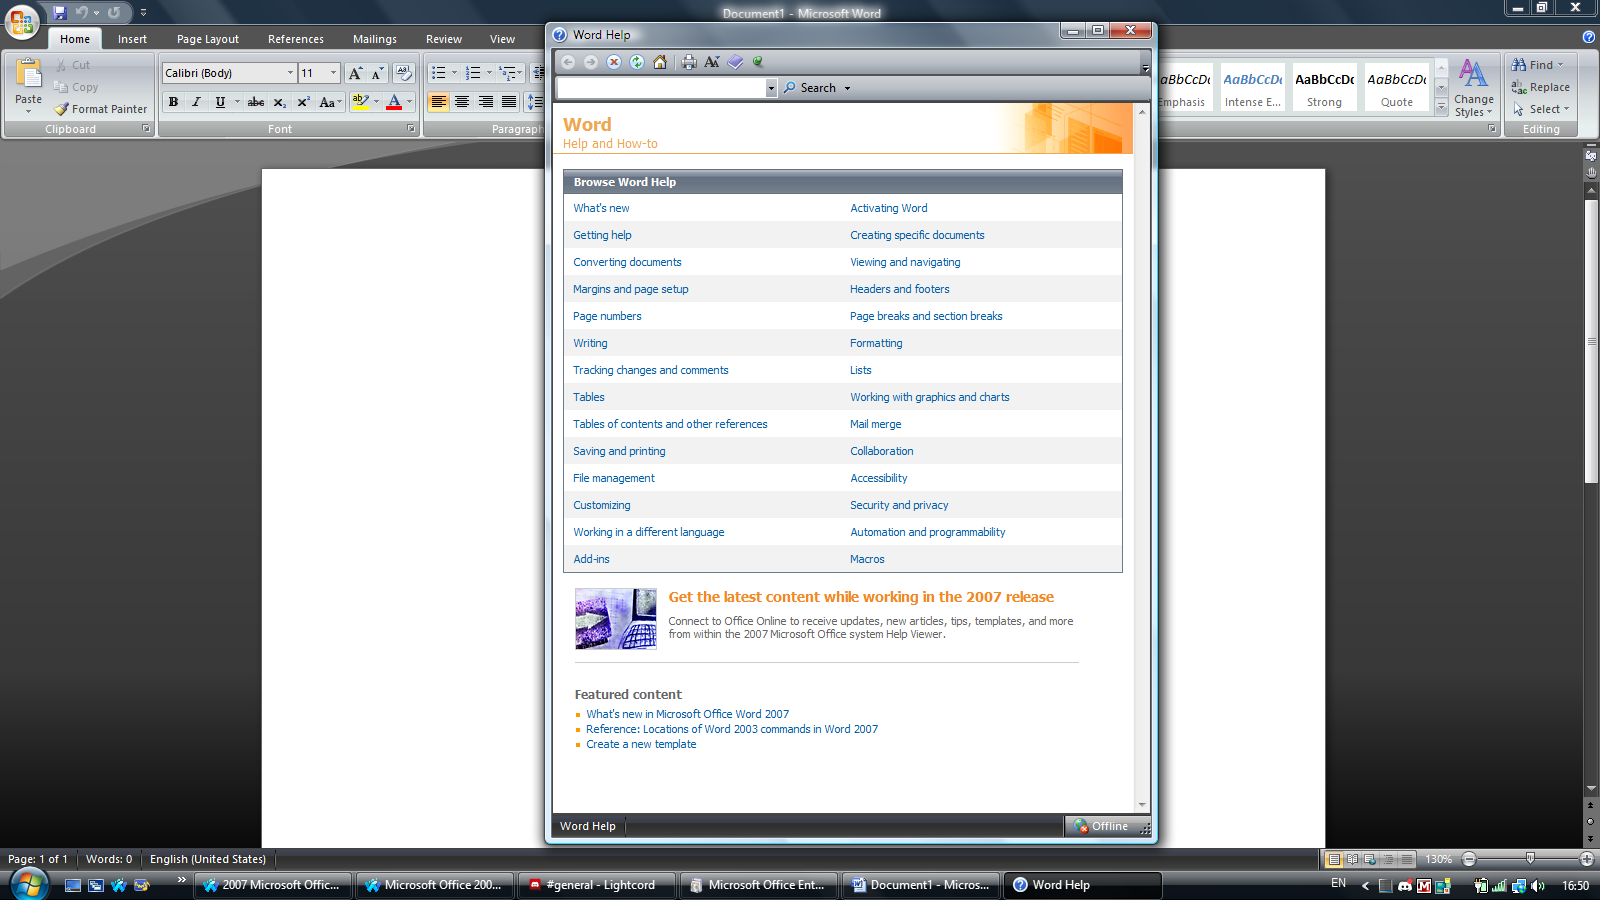 Document1 - Microsoft Word
Home Insert Page Layout References Mailings Review View
Paste
Cut
Copy
Format Painter
Clipboard
Calibri (Body) 11
Font
Paragraph
AaBbCcDc
Emphasis
AaBbCcDc
Intense E...
AaBbCcDc
Strong
AaBbCcDc
Quote
Change
Styles
Find
Replace
Select
Editing
Word Help
Search
Word
Help and How-to
Browse Word Help
What's new Activating Word
Getting help Creating specific documents
Converting documents Viewing and navigating
Margins and page setup Headers and footers
Page numbers Page breaks and section breaks
Writing Formatting
Tracking changes and comments Lists
Tables Working with graphics and charts
Tables of contents and other references Mail merge
Saving and printing Collaboration
File management Accessibility
Customizing Security and privacy
Working in a different language Automation and programmability
Add-ins Macros
Get the latest content while working in the 2007 release
Connect to Office Online to receive updates, new articles, tips, templates, and more
from within the 2007 Microsoft Office system Help Viewer.
Featured content
What's new in Microsoft Office Word 2007
Reference: Locations of Word 2003 commands in Word 2007
Create a new template
Word Help Offline
Page: 1 of 1 Words: 0 English (United States) 130%
2007 Microsoft Offic... Microsoft Office 200... #general - Lightcord Microsoft Office Ent... Document1 - Micros... Word Help EN 16:50